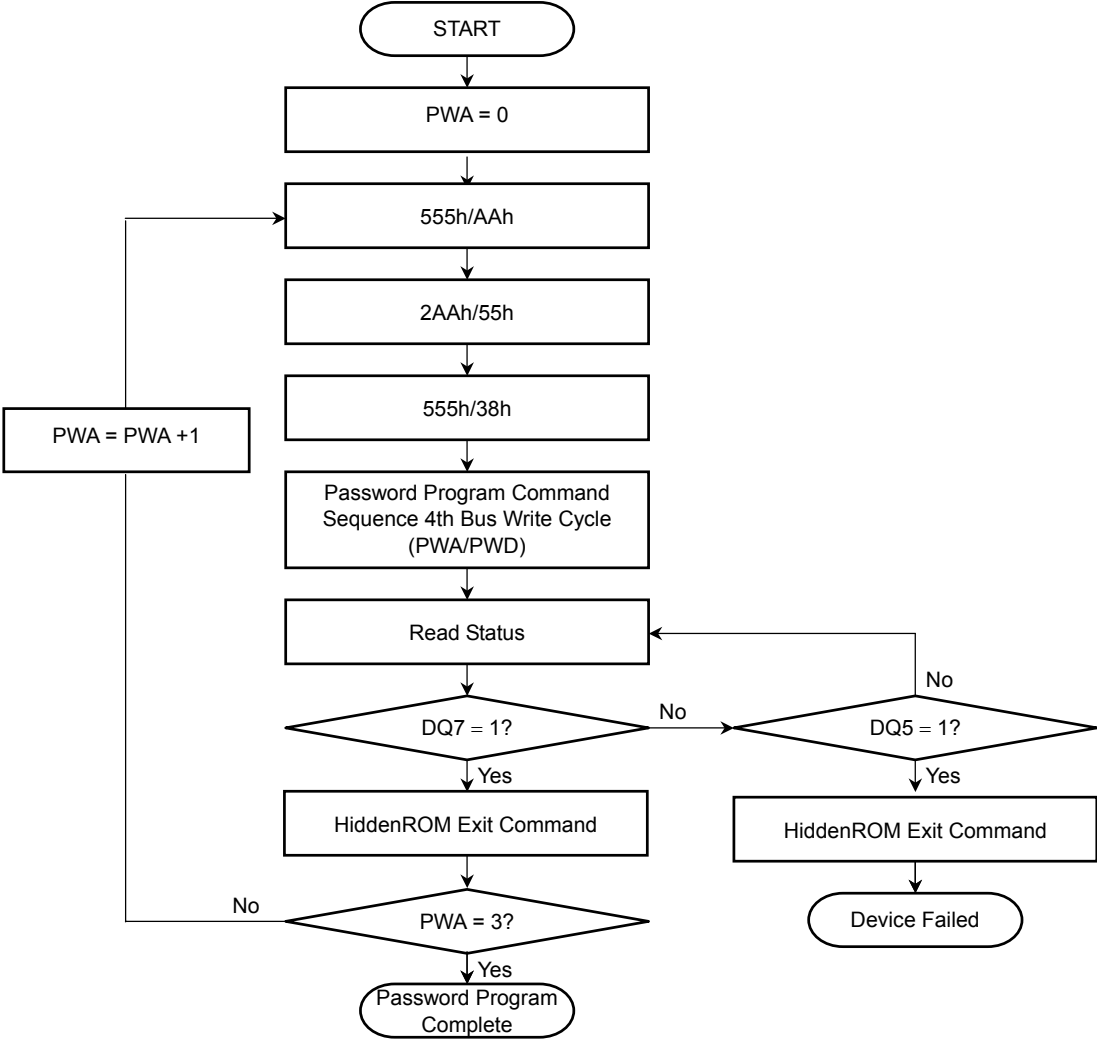 START
PWA = 0
555h/AAh
2AAh/55h
555h/38h
PWA = PWA +1
Password Program Command
Sequence 4th Bus Write Cycle
(PWA/PWD)
Read Status
No
DQ7 = 1?
No
DQ5 = 1?
Yes
Yes
HiddenROM Exit Command
HiddenROM Exit Command
No
PWA = 3?
Device Failed
Yes
Password Program
Complete